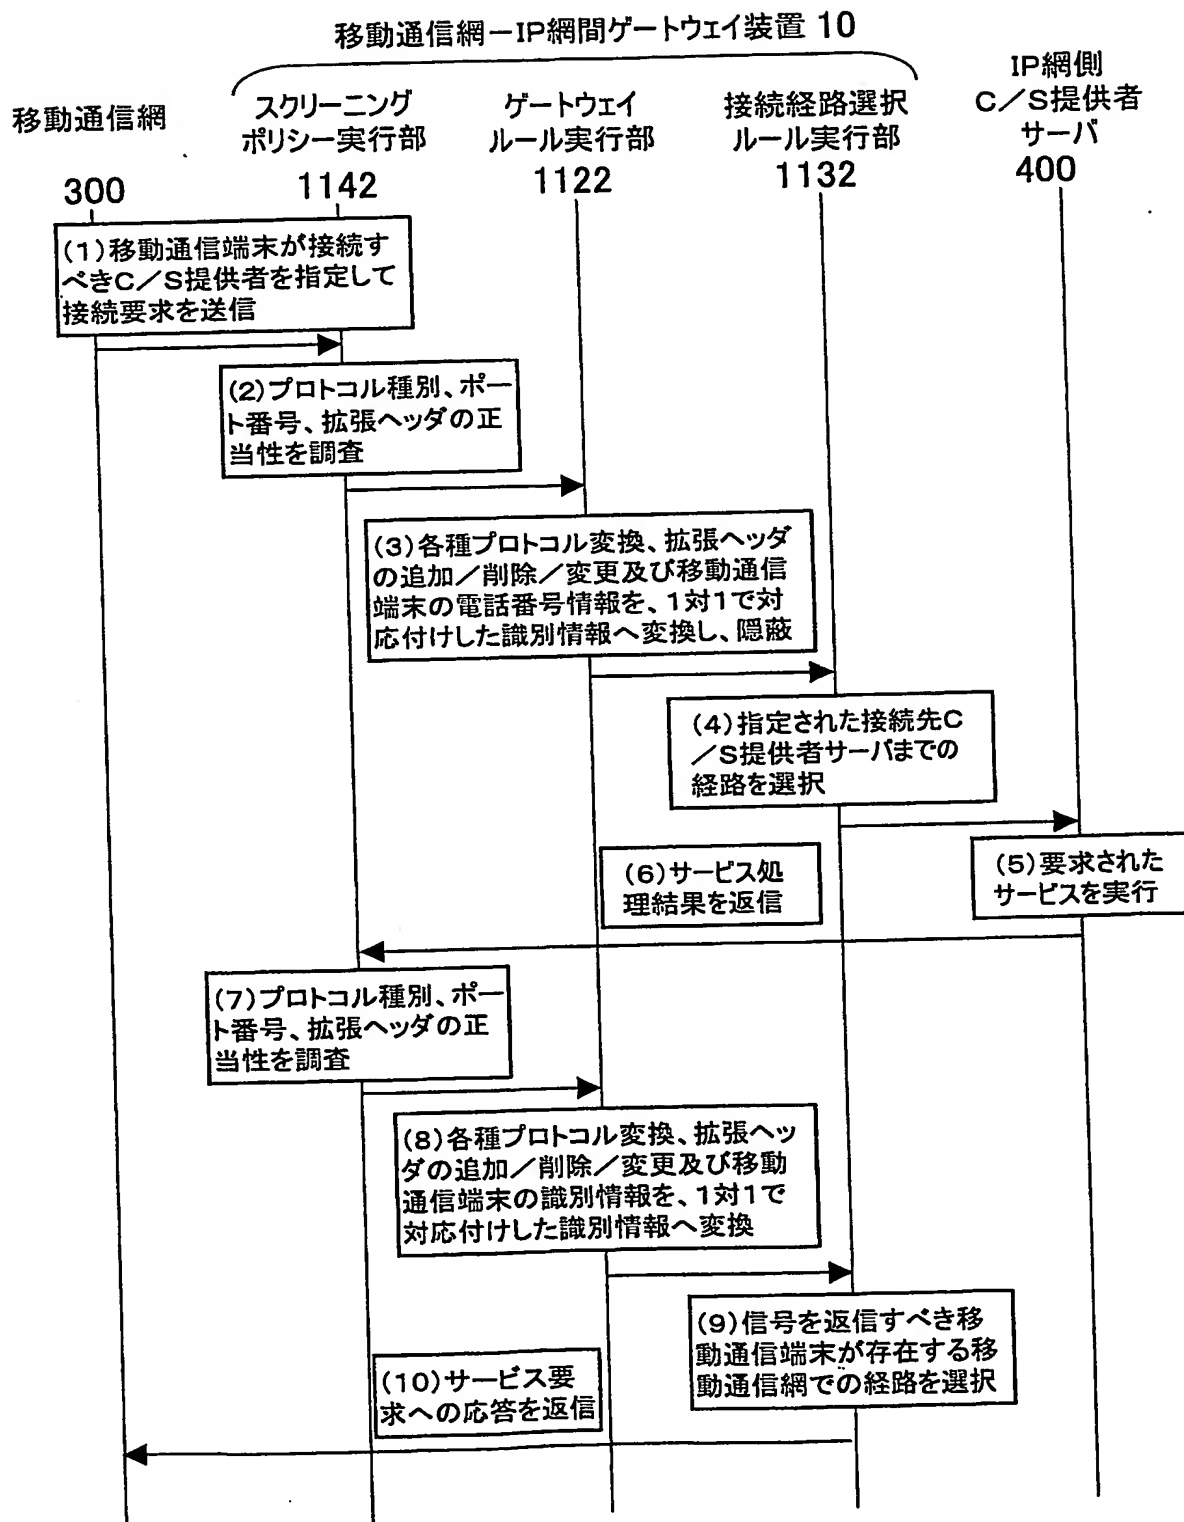 移動通信網－IP網間ゲートウェイ装置 10
移動通信網
300
スクリーニング
ポリシー実行部
1142
ゲートウェイ
ルール実行部
1122
接続経路選択
ルール実行部
1132
IP網側
C／S提供者
サーバ
400
(1)移動通信端末が接続す
べきC／S提供者を指定して
接続要求を送信
(2)プロトコル種別、ポー
ト番号、拡張ヘッダの正
当性を調査
(3)各種プロトコル変換、拡張ヘッダ
の追加／削除／変更及び移動通信
端末の電話番号情報を、1対1で対
応付けした識別情報へ変換し、隠蔽
(4)指定された接続先C
／S提供者サーバまでの
経路を選択
(5)要求された
サービスを実行
(6)サービス処
理結果を返信
(7)プロトコル種別、ポー
ト番号、拡張ヘッダの正
当性を調査
(8)各種プロトコル変換、拡張ヘッ
ダの追加／削除／変更及び移動
通信端末の識別情報を、1対1で
対応付けした識別情報へ変換
(9)信号を返信すべき移
動通信端末が存在する移
動通信網での経路を選択
(10)サービス要
求への応答を返信